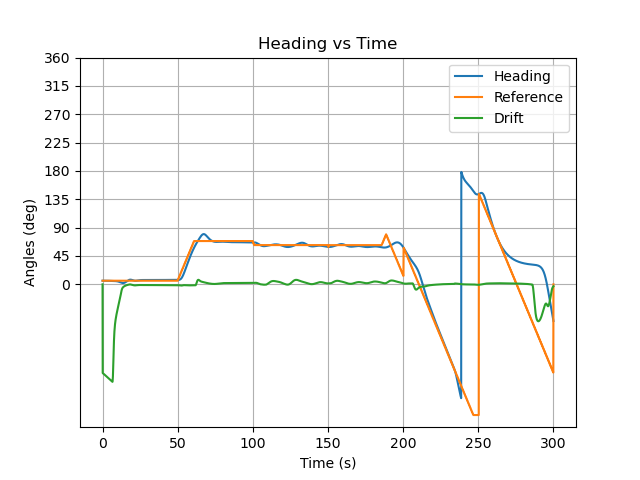 Heading vs Time
360
315
270
225
180
135
90
45
0
Angles (deg)
Heading
Reference
Drift
0 50 100 150 200 250 300
Time (s)